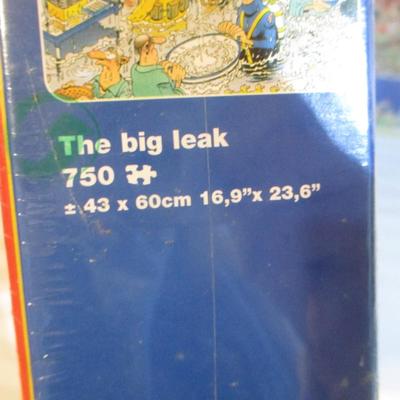 The big leak
750
± 43 x 60cm 16,9”x 23,6”